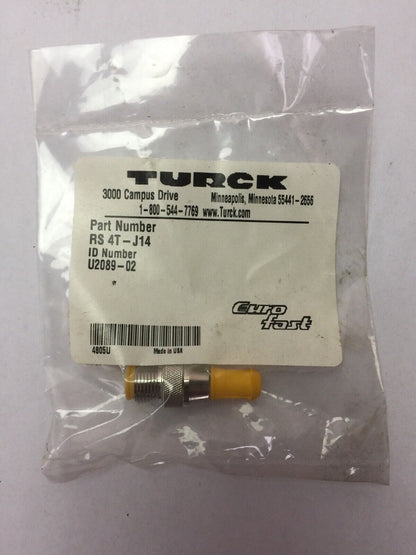 TURCK
3000 Campus Drive Minneapolis, Minnesota 55441-2656
1-800-544-7769 www.Turck.com
Part Number
RS 4T-J14
ID Number
U2089-02
Euro
fast
4805U Made in USA